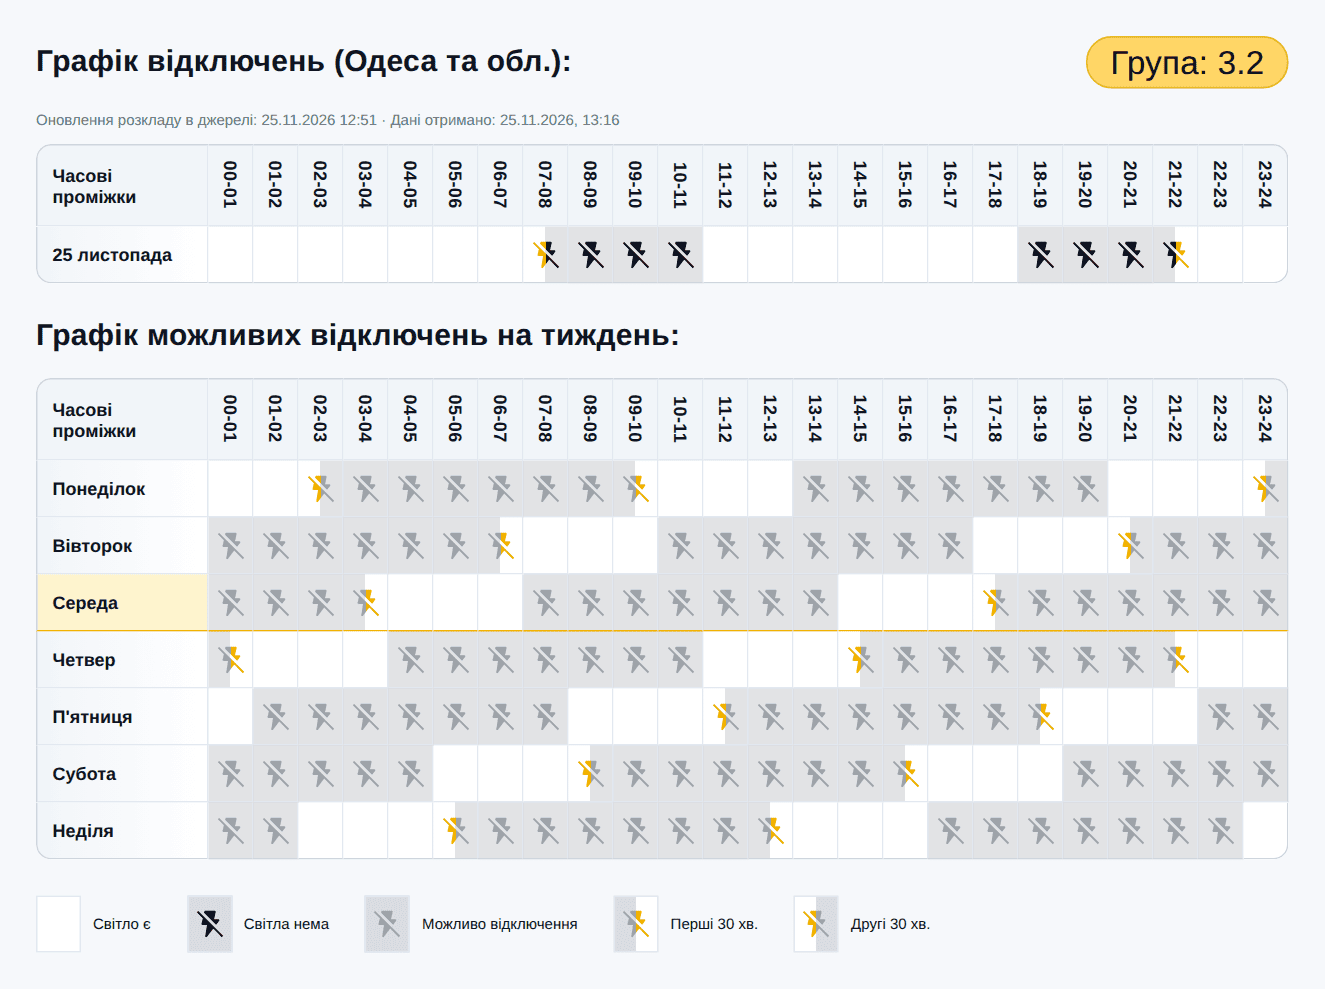 Графік відключень (Одеса та обл.):
Група: 3.2
Оновлення розкладу в джерелі: 25.11.2026 12:51 · Дані отримано: 25.11.2026, 13:16
Часові проміжки 00-01 01-02 02-03 03-04 04-05 05-06 06-07 07-08 08-09 09-10 10-11 11-12 12-13 13-14 14-15 15-16 16-17 17-18 18-19 19-20 20-21 21-22 22-23 23-24
25 листопада
Графік можливих відключень на тиждень:
Часові проміжки 00-01 01-02 02-03 03-04 04-05 05-06 06-07 07-08 08-09 09-10 10-11 11-12 12-13 13-14 14-15 15-16 16-17 17-18 18-19 19-20 20-21 21-22 22-23 23-24
Понеділок
Вівторок
Середа
Четвер
П'ятниця
Субота
Неділя
Світло є Світла нема Можливо відключення Перші 30 хв. Другі 30 хв.